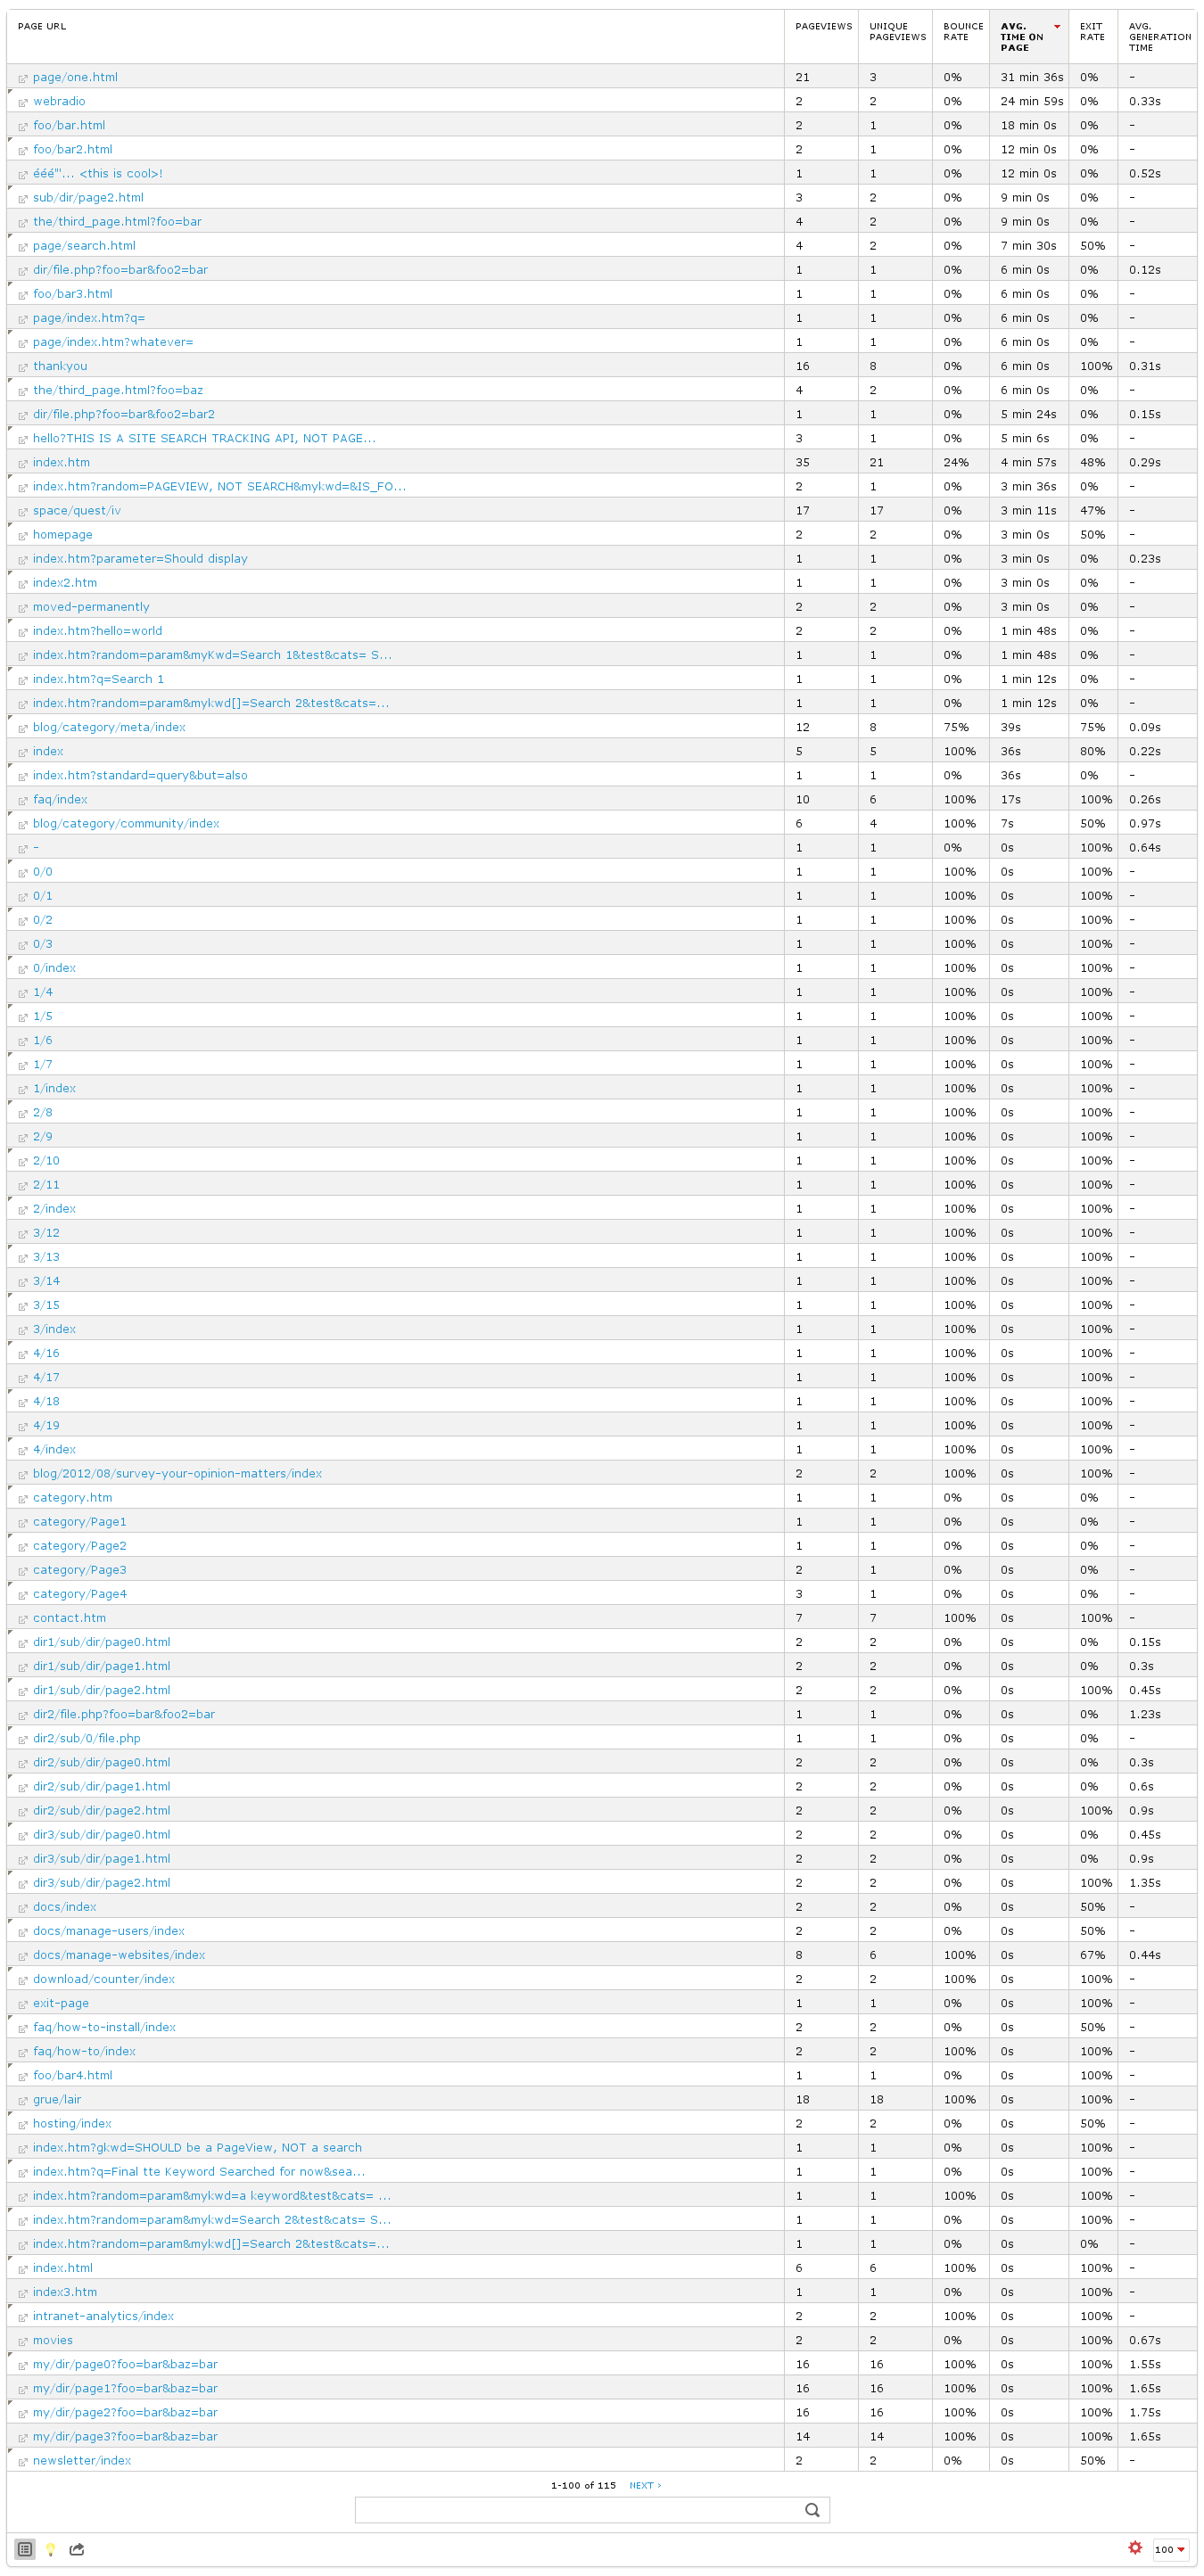 PAGE URL PAGEVIEWS UNIQUE PAGEVIEWS BOUNCE RATE AVG. TIME ON PAGE EXIT RATE AVG. GENERATION TIME
page/one.html 21 3 0% 31 min 36s 0% -
webradio 2 2 0% 24 min 59s 0% 0.33s
foo/bar.html 2 1 0% 18 min 0s 0% -
foo/bar2.html 2 1 0% 12 min 0s 0% -
ééé"'... <this is cool>! 1 1 0% 12 min 0s 0% 0.52s
sub/dir/page2.html 3 2 0% 9 min 0s 0% -
the/third_page.html?foo=bar 4 2 0% 9 min 0s 0% -
page/search.html 4 2 0% 7 min 30s 50% -
dir/file.php?foo=bar&foo2=bar 1 1 0% 6 min 0s 0% 0.12s
foo/bar3.html 1 1 0% 6 min 0s 0% -
page/index.htm?q= 1 1 0% 6 min 0s 0% -
page/index.htm?whatever= 1 1 0% 6 min 0s 0% -
thankyou 16 8 0% 6 min 0s 100% 0.31s
the/third_page.html?foo=baz 4 2 0% 6 min 0s 0% -
dir/file.php?foo=bar&foo2=bar2 1 1 0% 5 min 24s 0% 0.15s
hello?THIS IS A SITE SEARCH TRACKING API, NOT PAGE... 3 1 0% 5 min 6s 0% -
index.htm 35 21 24% 4 min 57s 48% 0.29s
index.htm?random=PAGEVIEW, NOT SEARCH&mykwd=&IS_FO... 2 1 0% 3 min 36s 0% -
space/quest/iv 17 17 0% 3 min 11s 47% -
homepage 2 2 0% 3 min 0s 50% -
index.htm?parameter=Should display 1 1 0% 3 min 0s 0% 0.23s
index2.htm 1 1 0% 3 min 0s 0% -
moved-permanently 2 2 0% 3 min 0s 0% -
index.htm?hello=world 2 2 0% 1 min 48s 0% -
index.htm?random=param&myKwd=Search 1&test&cats= S... 1 1 0% 1 min 48s 0% -
index.htm?q=Search 1 1 1 0% 1 min 12s 0% -
index.htm?random=param&mykwd[]=Search 2&test&cats=... 1 1 0% 1 min 12s 0% -
blog/category/meta/index 12 8 75% 39s 75% 0.09s
index 5 5 100% 36s 80% 0.22s
index.htm?standard=query&but=also 1 1 0% 36s 0% -
faq/index 10 6 100% 17s 100% 0.26s
blog/category/community/index 6 4 100% 7s 50% 0.97s
- 1 1 0% 0s 100% 0.64s
0/0 1 1 100% 0s 100% -
0/1 1 1 100% 0s 100% -
0/2 1 1 100% 0s 100% -
0/3 1 1 100% 0s 100% -
0/index 1 1 100% 0s 100% -
1/4 1 1 100% 0s 100% -
1/5 1 1 100% 0s 100% -
1/6 1 1 100% 0s 100% -
1/7 1 1 100% 0s 100% -
1/index 1 1 100% 0s 100% -
2/8 1 1 100% 0s 100% -
2/9 1 1 100% 0s 100% -
2/10 1 1 100% 0s 100% -
2/11 1 1 100% 0s 100% -
2/index 1 1 100% 0s 100% -
3/12 1 1 100% 0s 100% -
3/13 1 1 100% 0s 100% -
3/14 1 1 100% 0s 100% -
3/15 1 1 100% 0s 100% -
3/index 1 1 100% 0s 100% -
4/16 1 1 100% 0s 100% -
4/17 1 1 100% 0s 100% -
4/18 1 1 100% 0s 100% -
4/19 1 1 100% 0s 100% -
4/index 1 1 100% 0s 100% -
blog/2012/08/survey-your-opinion-matters/index 2 2 100% 0s 100% -
category.htm 1 1 0% 0s 0% -
category/Page1 1 1 0% 0s 0% -
category/Page2 1 1 0% 0s 0% -
category/Page3 2 1 0% 0s 0% -
category/Page4 3 1 0% 0s 0% -
contact.htm 7 7 100% 0s 100% -
dir1/sub/dir/page0.html 2 2 0% 0s 0% 0.15s
dir1/sub/dir/page1.html 2 2 0% 0s 0% 0.3s
dir1/sub/dir/page2.html 2 2 0% 0s 100% 0.45s
dir2/file.php?foo=bar&foo2=bar 1 1 0% 0s 0% 1.23s
dir2/sub/0/file.php 1 1 0% 0s 0% -
dir2/sub/dir/page0.html 2 2 0% 0s 0% 0.3s
dir2/sub/dir/page1.html 2 2 0% 0s 0% 0.6s
dir2/sub/dir/page2.html 2 2 0% 0s 100% 0.9s
dir3/sub/dir/page0.html 2 2 0% 0s 0% 0.45s
dir3/sub/dir/page1.html 2 2 0% 0s 0% 0.9s
dir3/sub/dir/page2.html 2 2 0% 0s 100% 1.35s
docs/index 2 2 0% 0s 50% -
docs/manage-users/index 2 2 0% 0s 50% -
docs/manage-websites/index 8 6 100% 0s 67% 0.44s
download/counter/index 2 2 100% 0s 100% -
exit-page 1 1 0% 0s 100% -
faq/how-to-install/index 2 2 0% 0s 50% -
faq/how-to/index 2 2 100% 0s 100% -
foo/bar4.html 1 1 0% 0s 100% -
grue/lair 18 18 100% 0s 100% -
hosting/index 2 2 0% 0s 50% -
index.htm?gkwd=SHOULD be a PageView, NOT a search 1 1 0% 0s 100% -
index.htm?q=Final tte Keyword Searched for now&sea... 1 1 0% 0s 100% -
index.htm?random=param&mykwd=a keyword&test&cats= ... 1 1 100% 0s 100% -
index.htm?random=param&mykwd=Search 2&test&cats= S... 1 1 0% 0s 100% -
index.htm?random=param&mykwd[]=Search 2&test&cats=... 1 1 0% 0s 0% -
index.html 6 6 100% 0s 100% -
index3.htm 1 1 0% 0s 100% -
intranet-analytics/index 2 2 100% 0s 100% -
movies 2 2 0% 0s 100% 0.67s
my/dir/page0?foo=bar&baz=bar 16 16 100% 0s 100% 1.55s
my/dir/page1?foo=bar&baz=bar 16 16 100% 0s 100% 1.65s
my/dir/page2?foo=bar&baz=bar 16 16 100% 0s 100% 1.75s
my/dir/page3?foo=bar&baz=bar 14 14 100% 0s 100% 1.65s
newsletter/index 2 2 0% 0s 50% -
1-100 of 115 NEXT ›
100